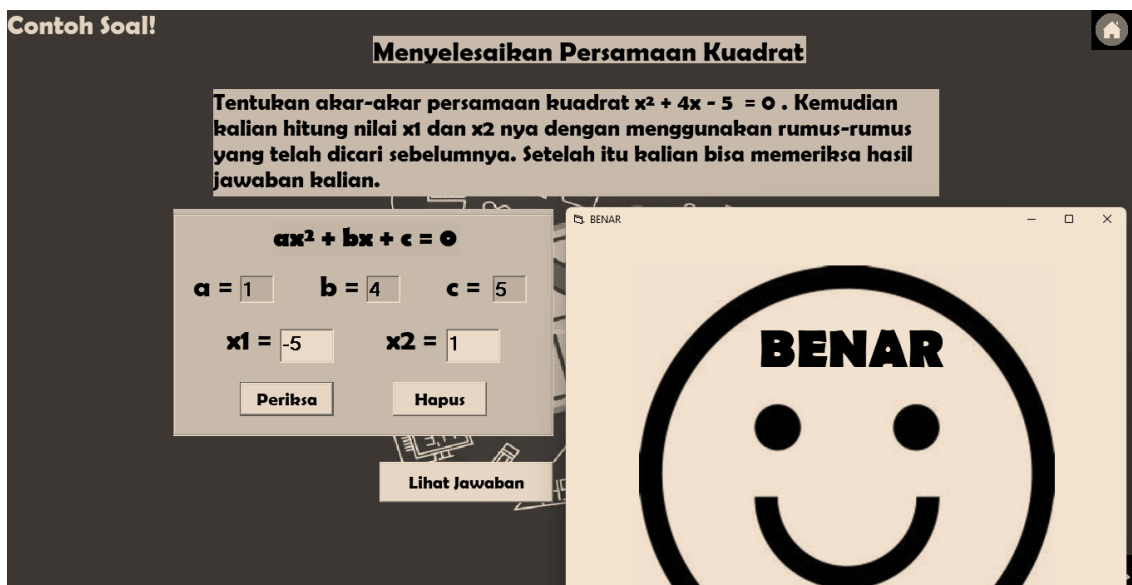 Contoh Soal!
Menyelesaikan Persamaan Kuadrat
Tentukan akar-akar persamaan kuadrat x² + 4x - 5 = 0 . Kemudian
kalian hitung nilai x1 dan x2 nya dengan menggunakan rumus-rumus
yang telah dicari sebelumnya. Setelah itu kalian bisa memeriksa hasil
jawaban kalian.
ax² + bx + c = 0
a = 1 b = 4 c = 5
x1 = -5 x2 = 1
Periksa Hapus
Lihat Jawaban
BENAR
BENAR